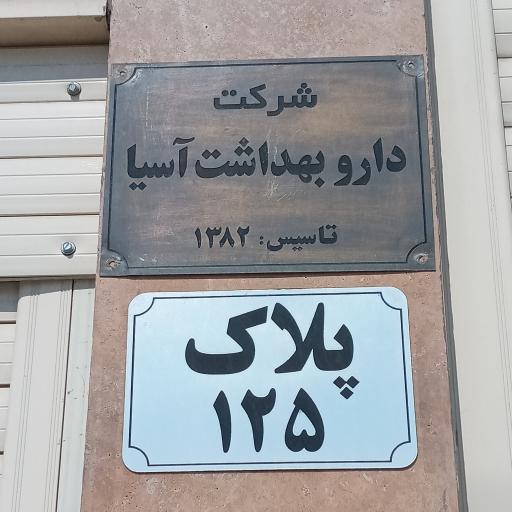 شرکت
دارو بهداشت آسیا
تاسیس: ۱۳۸۲
پلاک
۱۲۵